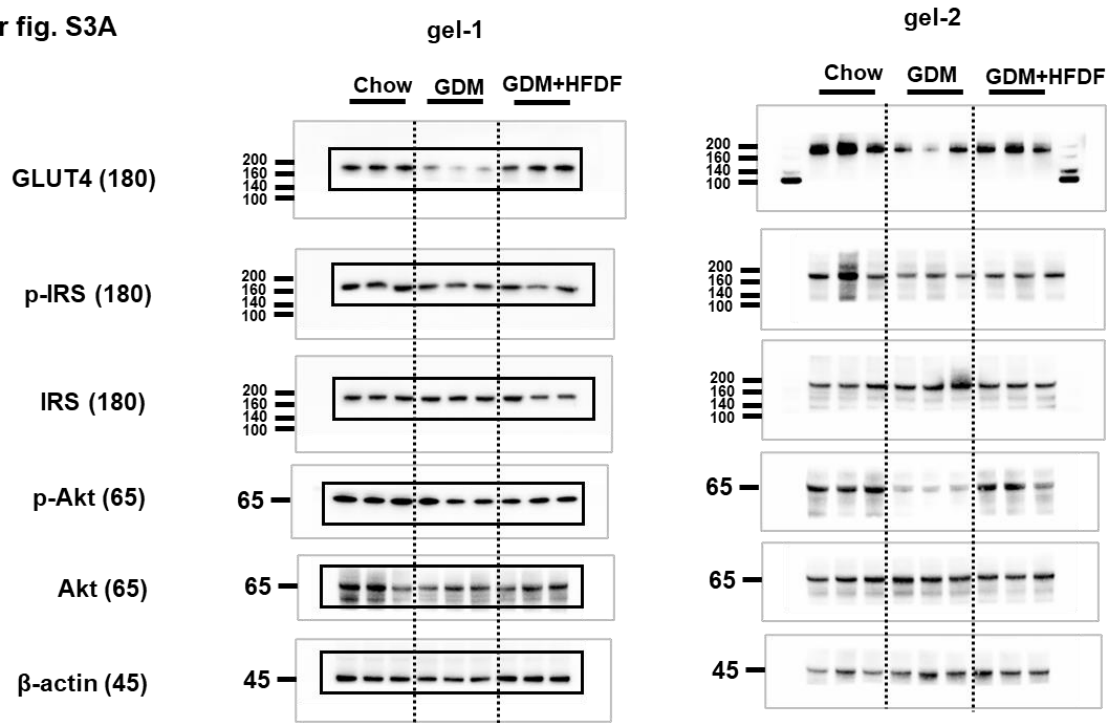 r fig. S3A
gel-1
gel-2
Chow GDM GDM+HFDF
Chow GDM GDM+HFDF
GLUT4 (180)
200
160
140
100
200
160
140
100
p-IRS (180)
200
160
140
100
200
160
140
100
IRS (180)
200
160
140
100
200
160
140
100
p-Akt (65)
65
65
Akt (65)
65
65
β-actin (45)
45
45